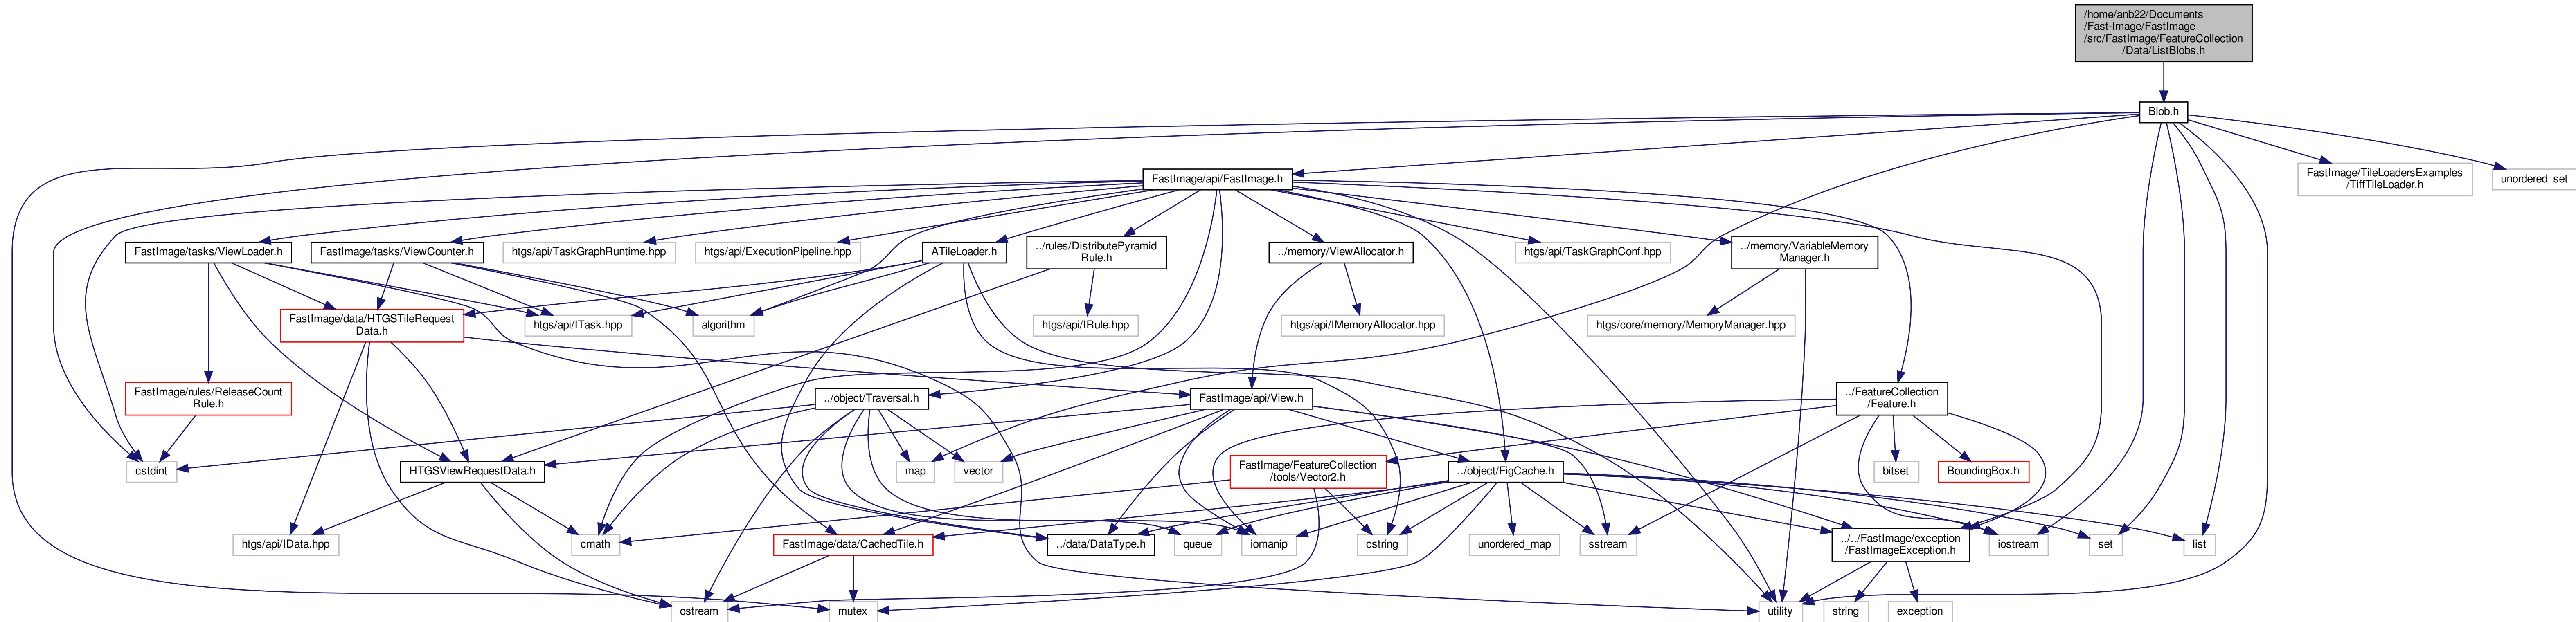 /home/anb22/Documents
/Fast-Image/FastImage
/src/FastImage/FeatureCollection
/Data/ListBlobs.h
Blob.h
FastImage/api/FastImage.h
FastImage/TileLoadersExamples
/TiffTileLoader.h
unordered_set
FastImage/tasks/ViewLoader.h
FastImage/tasks/ViewCounter.h
htgs/api/TaskGraphRuntime.hpp
htgs/api/ExecutionPipeline.hpp
ATileLoader.h
../rules/DistributePyramid
Rule.h
../memory/ViewAllocator.h
htgs/api/TaskGraphConf.hpp
../memory/VariableMemory
Manager.h
FastImage/data/HTGSTileRequest
Data.h
htgs/api/ITask.hpp
algorithm
htgs/api/IRule.hpp
htgs/api/IMemoryAllocator.hpp
htgs/core/memory/MemoryManager.hpp
FastImage/rules/ReleaseCount
Rule.h
../object/Traversal.h
FastImage/api/View.h
../FeatureCollection
/Feature.h
cstdint
HTGSViewRequestData.h
map
vector
FastImage/FeatureCollection
/tools/Vector2.h
../object/FigCache.h
bitset
BoundingBox.h
htgs/api/IData.hpp
cmath
FastImage/data/CachedTile.h
../data/DataType.h
queue
iomanip
cstring
unordered_map
sstream
../../FastImage/exception
/FastImageException.h
iostream
set
list
ostream
mutex
utility
string
exception